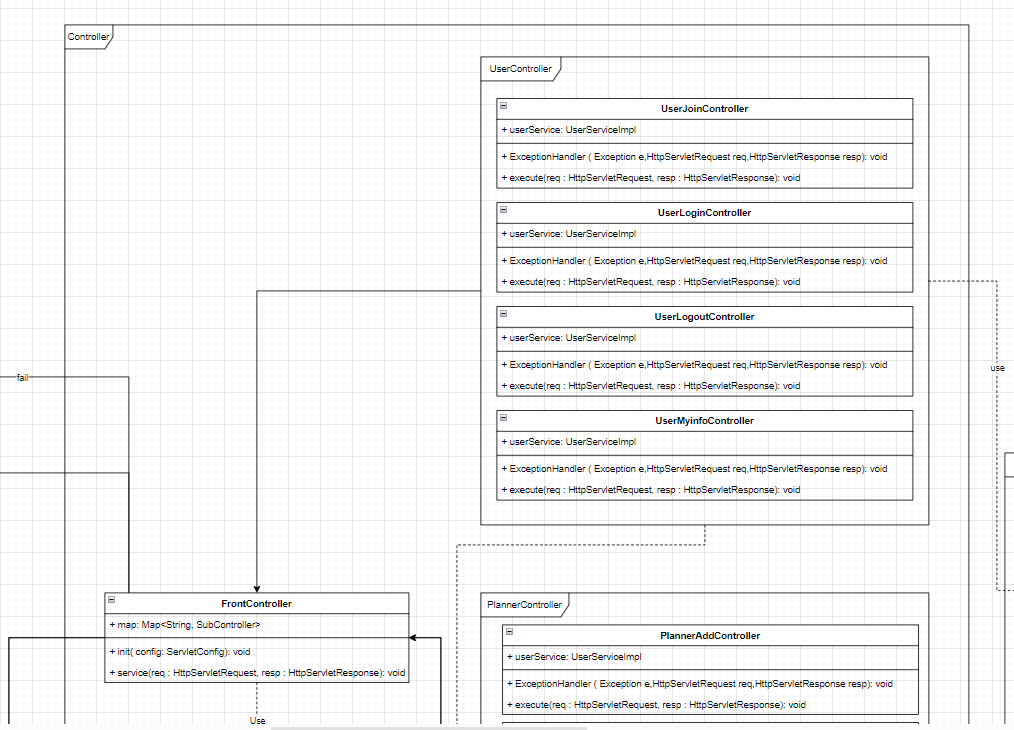 Controller
UserController
UserJoinController
+ userService: UserServiceImpl
+ ExceptionHandler ( Exception e,HttpServletRequest req,HttpServletResponse resp): void
+ execute(req : HttpServletRequest, resp : HttpServletResponse): void
UserLoginController
+ userService: UserServiceImpl
+ ExceptionHandler ( Exception e,HttpServletRequest req,HttpServletResponse resp): void
+ execute(req : HttpServletRequest, resp : HttpServletResponse): void
UserLogoutController
+ userService: UserServiceImpl
+ ExceptionHandler ( Exception e,HttpServletRequest req,HttpServletResponse resp): void
+ execute(req : HttpServletRequest, resp : HttpServletResponse): void
use
fail
UserMyinfoController
+ userService: UserServiceImpl
+ ExceptionHandler ( Exception e,HttpServletRequest req,HttpServletResponse resp): void
+ execute(req : HttpServletRequest, resp : HttpServletResponse): void
FrontController
+ map: Map<String, SubController>
+ init( config: ServletConfig): void
+ service(req : HttpServletRequest, resp : HttpServletResponse): void
Use
PlannerController
PlannerAddController
+ userService: UserServiceImpl
+ ExceptionHandler ( Exception e,HttpServletRequest req,HttpServletResponse resp): void
+ execute(req : HttpServletRequest, resp : HttpServletResponse): void